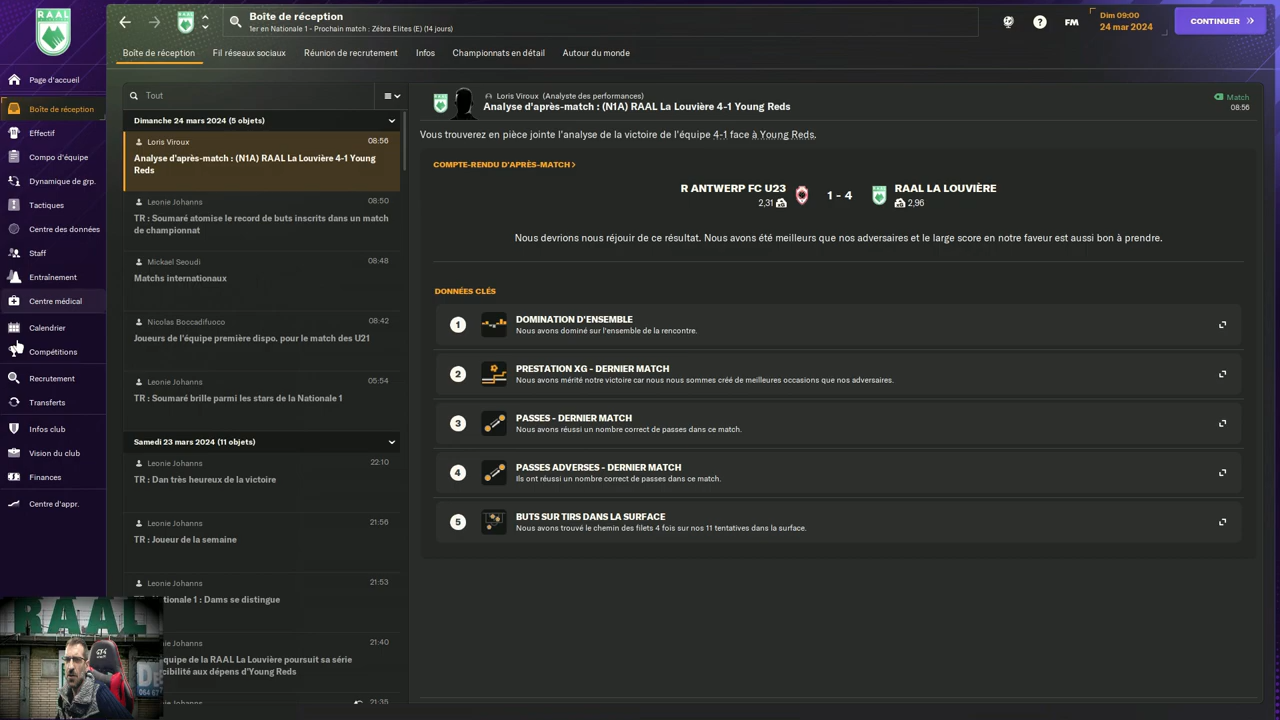 RAAL
Boîte de réception
1er en Nationale 1 - Prochain match : Zébra Elites (E) (14 jours)
FM
Dim 09:00
24 mar 2024
CONTINUER
Boîte de réception
Fil réseaux sociaux
Réunion de recrutement
Infos
Championnats en détail
Autour du monde
Page d'accueil
Boîte de réception
Effectif
Compo d'équipe
Dynamique de grp.
Tactiques
Centre des données
Staff
Entraînement
Centre médical
Calendrier
Compétitions
Recrutement
Transferts
Infos club
Vision du club
Finances
Centre d'appr.
Tout
Dimanche 24 mars 2024 (5 objets)
Loris Viroux 08:56
Analyse d'après-match : (N1A) RAAL La Louvière 4-1 Young
Reds
Leonie Johanns 08:50
TR : Soumaré atomise le record de buts inscrits dans un match
de championnat
Mickael Seoudi 08:48
Matchs internationaux
Nicolas Boccadifuoco 08:42
Joueurs de l'équipe première dispo. pour le match des U21
Leonie Johanns 05:54
TR : Soumaré brille parmi les stars de la Nationale 1
Samedi 23 mars 2024 (11 objets)
Leonie Johanns 22:10
TR : Dan très heureux de la victoire
Leonie Johanns 21:56
TR : Joueur de la semaine
Leonie Johanns 21:53
tionale 1 : Dams se distingue
Leonie Johanns 21:40
quipe de la RAAL La Louvière poursuit sa série
cibilité aux dépens d'Young Reds
21:35
Loris Viroux (Analyste des performances)
Analyse d'après-match : (N1A) RAAL La Louvière 4-1 Young Reds
Match
08:56
Vous trouverez en pièce jointe l'analyse de la victoire de l'équipe 4-1 face à Young Reds.
COMPTE-RENDU D'APRÈS-MATCH >
R ANTWERP FC U23
2,31 xG
1 - 4
RAAL LA LOUVIÈRE
xG 2,96
Nous devrions nous réjouir de ce résultat. Nous avons été meilleurs que nos adversaires et le large score en notre faveur est aussi bon à prendre.
DONNÉES CLÉS
1
DOMINATION D'ENSEMBLE
Nous avons dominé sur l'ensemble de la rencontre.
2
PRESTATION XG - DERNIER MATCH
Nous avons mérité notre victoire car nous nous sommes créé de meilleures occasions que nos adversaires.
3
PASSES - DERNIER MATCH
Nous avons réussi un nombre correct de passes dans ce match.
4
PASSES ADVERSES - DERNIER MATCH
Ils ont réussi un nombre correct de passes dans ce match.
5
BUTS SUR TIRS DANS LA SURFACE
Nous avons trouvé le chemin des filets 4 fois sur nos 11 tentatives dans la surface.
RAAL